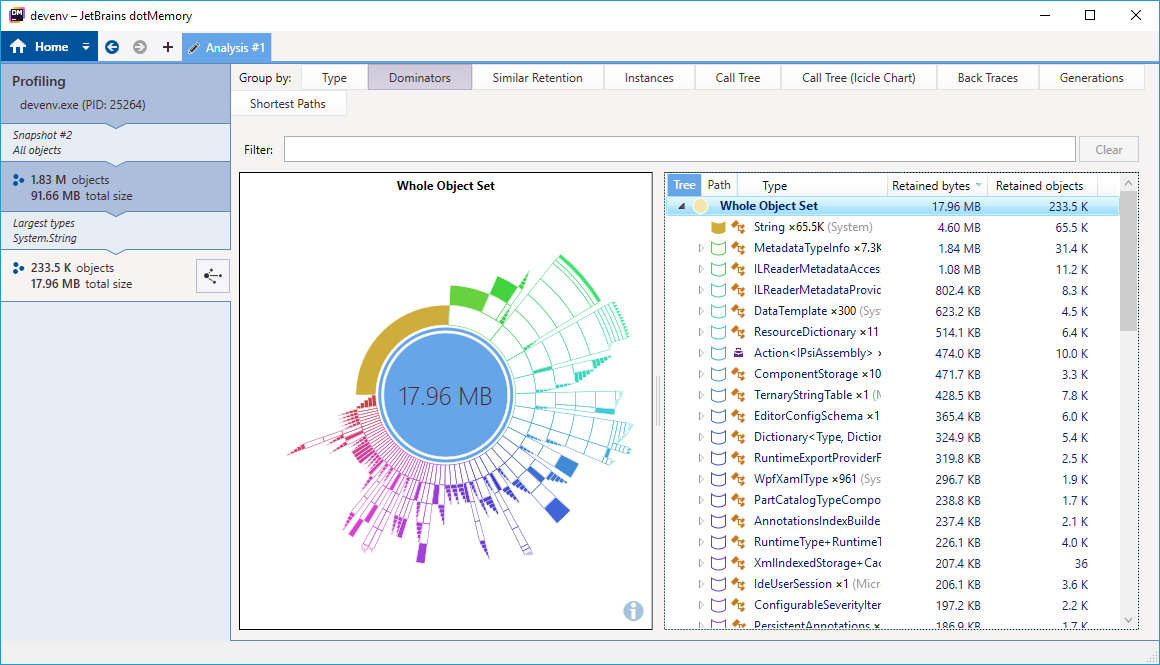 devenv – JetBrains dotMemory
Home
Analysis #1
Profiling
devenv.exe (PID: 25264)
Snapshot #2
All objects
1.83 M objects
91.66 MB total size
Largest types
System.String
233.5 K objects
17.96 MB total size
Group by: Type Dominators Similar Retention Instances Call Tree Call Tree (Icicle Chart) Back Traces Generations
Shortest Paths
Filter: Clear
Whole Object Set
17.96 MB
Tree Path Type Retained bytes Retained objects
Whole Object Set 17.96 MB 233.5 K
String ×65.5K (System) 4.60 MB 65.5 K
MetadataTypeInfo ×7.3K 1.84 MB 31.4 K
ILReaderMetadataAcces 1.08 MB 11.2 K
ILReaderMetadataProvid 802.4 KB 8.3 K
DataTemplate ×300 (Sys 623.2 KB 4.5 K
ResourceDictionary ×11 514.1 KB 6.4 K
Action<IPsiAssembly> × 474.0 KB 10.0 K
ComponentStorage ×10 471.7 KB 3.3 K
TernaryStringTable ×1 (M 428.5 KB 7.8 K
EditorConfigSchema ×1 365.4 KB 6.0 K
Dictionary<Type, Diction 324.9 KB 5.4 K
RuntimeExportProviderF 319.8 KB 2.5 K
WpfXamlType ×961 (Sys 296.7 KB 1.9 K
PartCatalogTypeCompo 238.8 KB 1.7 K
AnnotationsIndexBuilde 237.4 KB 2.1 K
RuntimeType+RuntimeT 226.1 KB 4.0 K
XmlIndexedStorage+Cac 207.4 KB 36
IdeUserSession ×1 (Micr 206.1 KB 3.6 K
ConfigurableSeverityIter 197.2 KB 2.2 K
PersistentAnnotations × 186.9 KB 1.7 K